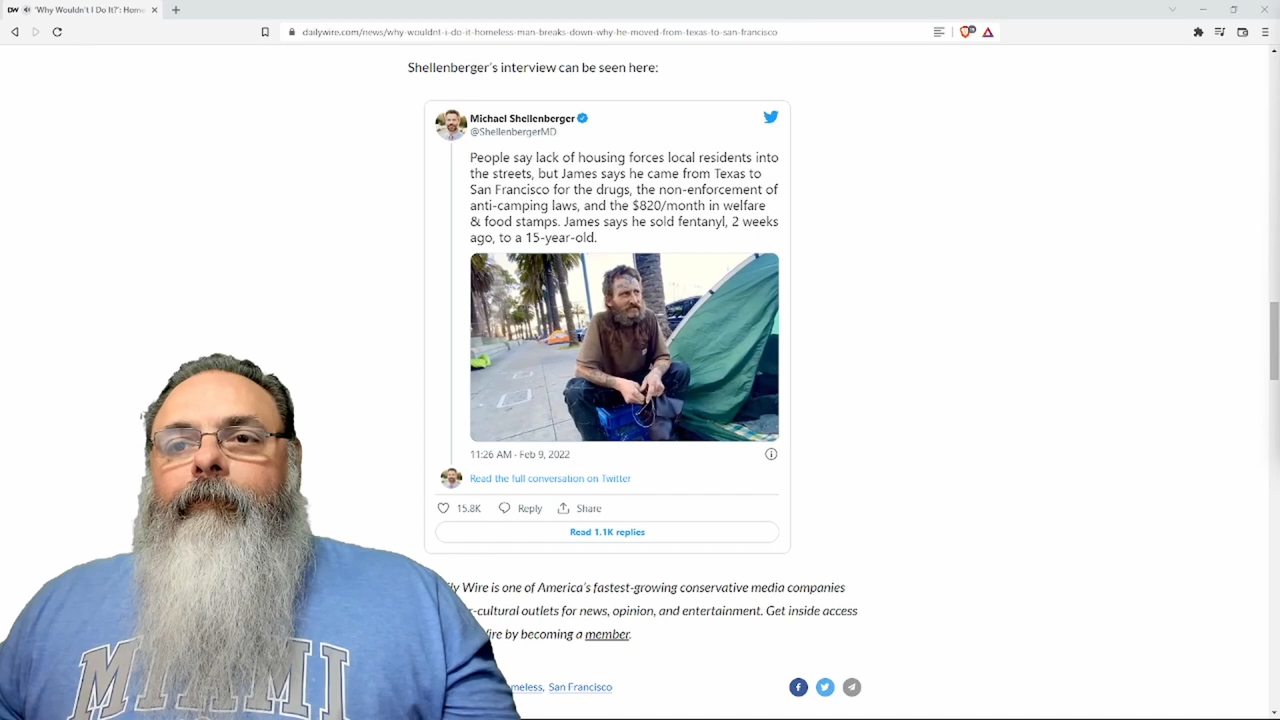 DW
'Why Wouldn't I Do It?': Home
dailywire.com/news/why-wouldnt-i-do-it-homeless-man-breaks-down-why-he-moved-from-texas-to-san-francisco
Shellenberger's interview can be seen here:
Michael Shellenberger
@ShellenbergerMD
People say lack of housing forces local residents into
the streets, but James says he came from Texas to
San Francisco for the drugs, the non-enforcement of
anti-camping laws, and the $820/month in welfare
& food stamps. James says he sold fentanyl, 2 weeks
ago, to a 15-year-old.
11:26 AM · Feb 9, 2022
Read the full conversation on Twitter
15.8K Reply Share
Read 1.1K replies
ly Wire is one of America's fastest-growing conservative media companies
r-cultural outlets for news, opinion, and entertainment. Get inside access
ire by becoming a member.
meless, San Francisco
MIAMI